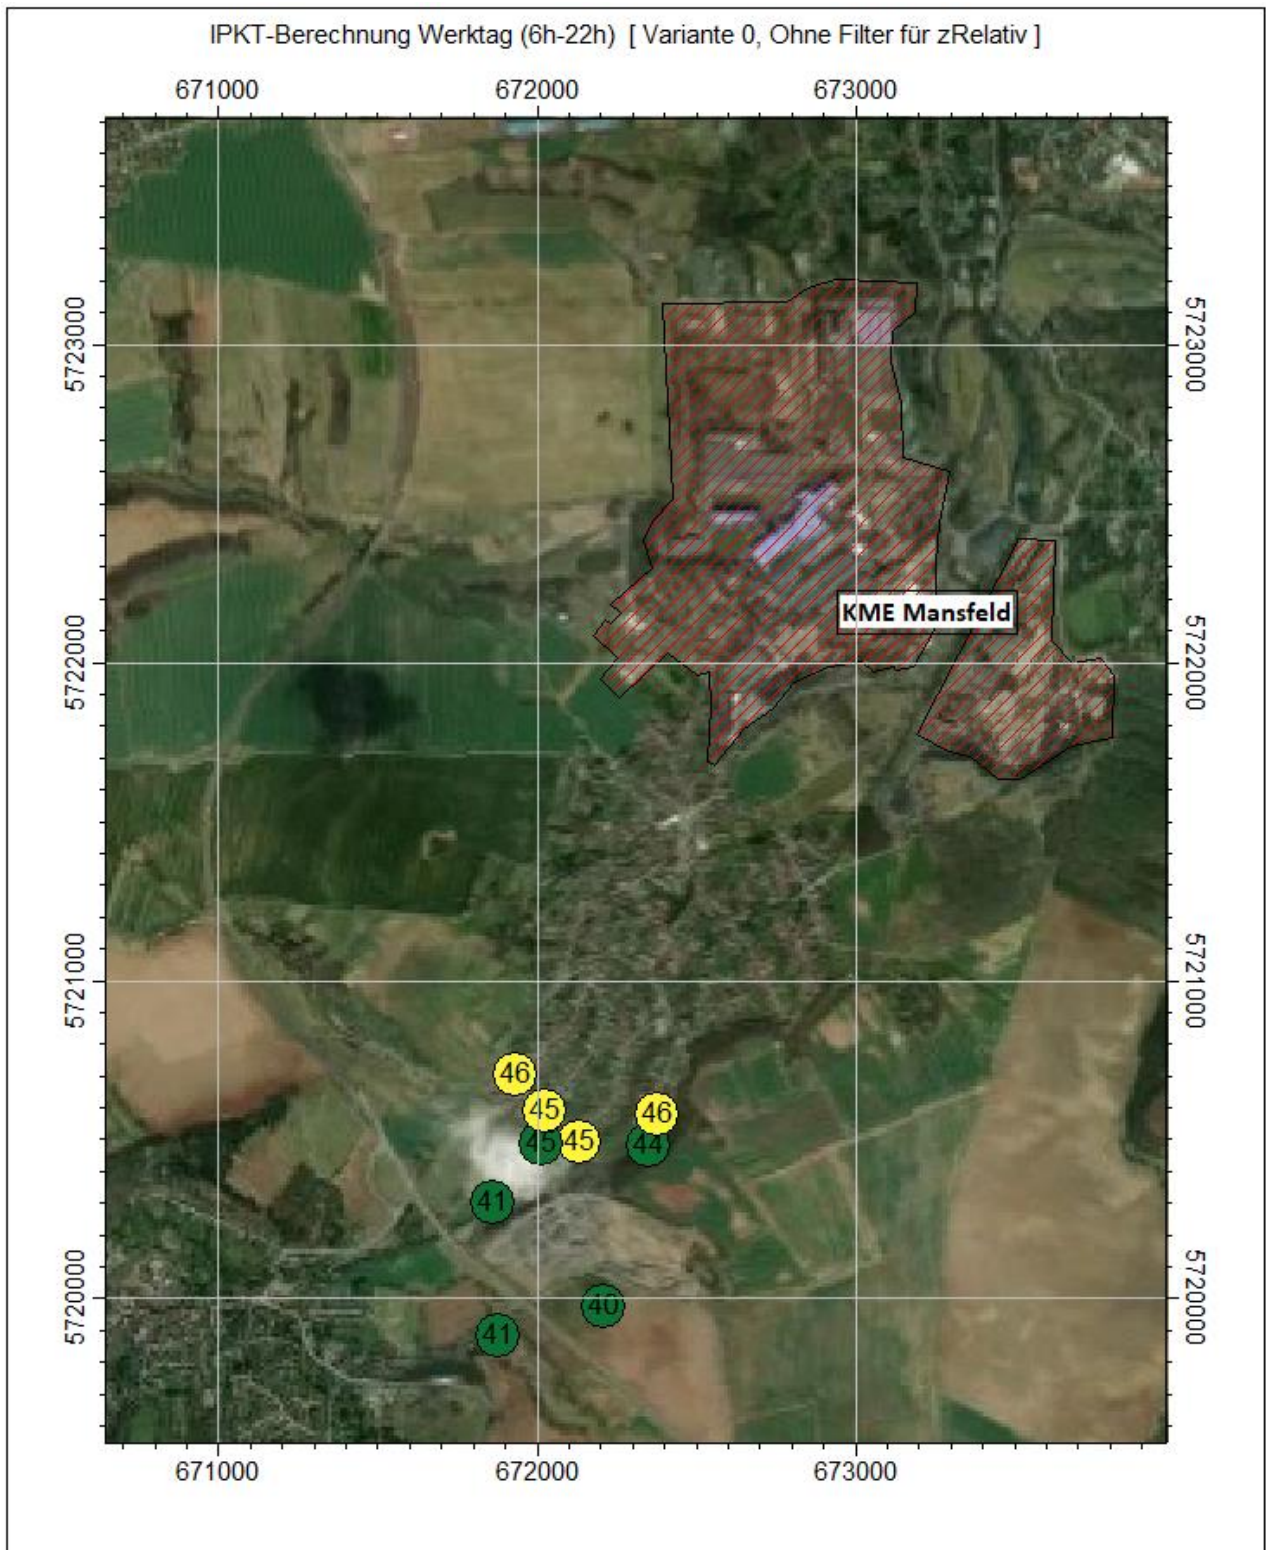 IPKT-Berechnung Werktag (6h-22h) [ Variante 0, Ohne Filter für zRelativ ]
671000 672000 673000
5723000 5723000
KME Mansfeld
5722000 5722000
5721000 5721000
46
45 46
45 45 44
41
5720000 40 5720000
41
671000 672000 673000